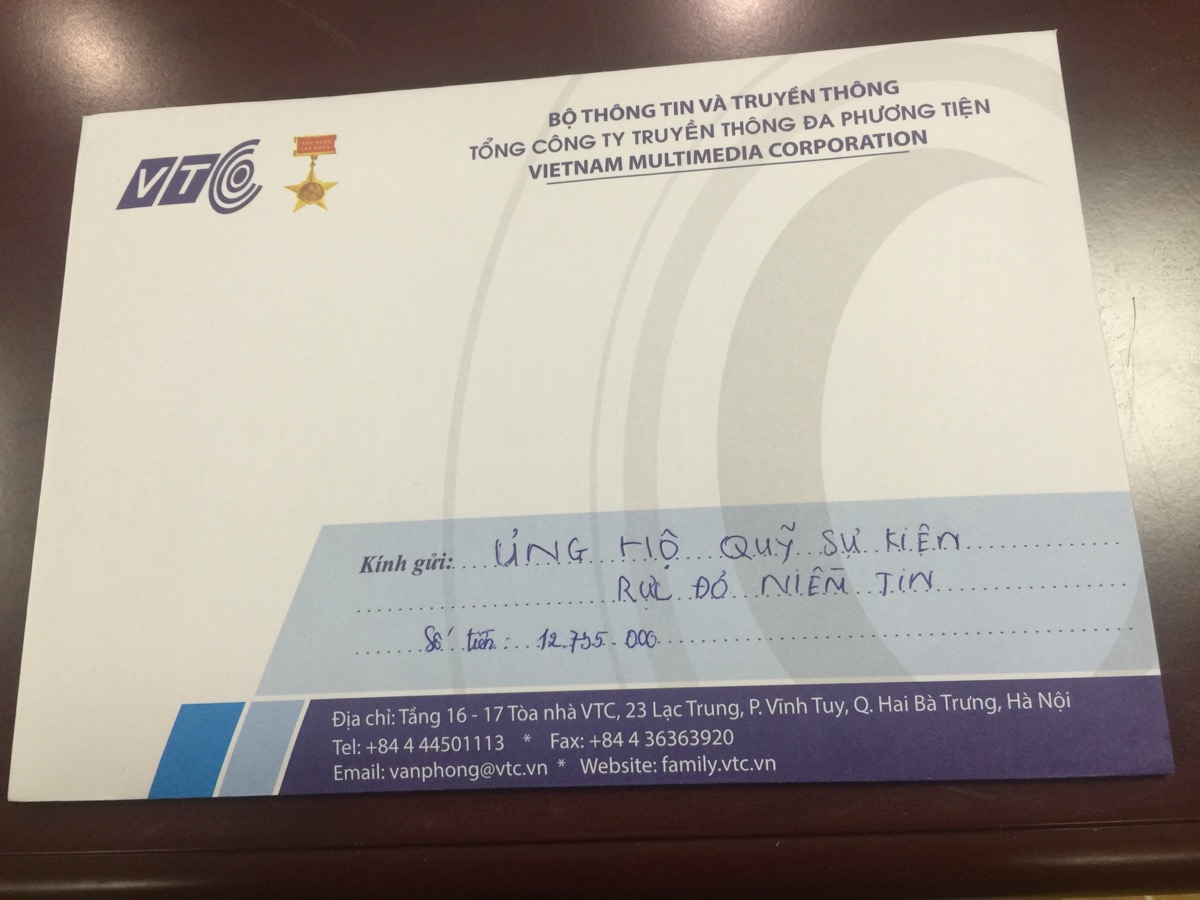 VTC
BỘ THÔNG TIN VÀ TRUYỀN THÔNG
TỔNG CÔNG TY TRUYỀN THÔNG ĐA PHƯƠNG TIỆN
VIETNAM MULTIMEDIA CORPORATION
Kính gửi: ỦNG HỘ QUỸ SỰ KIỆN
RỰC ĐỎ NIỀM TIN
Số tiền: 12.755.000
Địa chỉ: Tầng 16 - 17 Tòa nhà VTC, 23 Lạc Trung, P. Vĩnh Tuy, Q. Hai Bà Trưng, Hà Nội
Tel: +84 4 44501113 * Fax: +84 4 36363920
Email: vanphong@vtc.vn * Website: family.vtc.vn